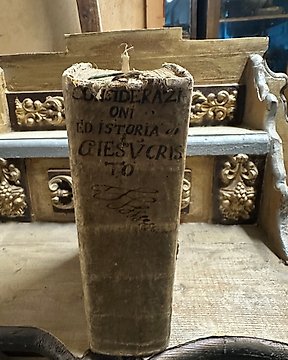 CONSIDERAZI
ONI
ED ISTORIA di
GIESV CRIS
TO